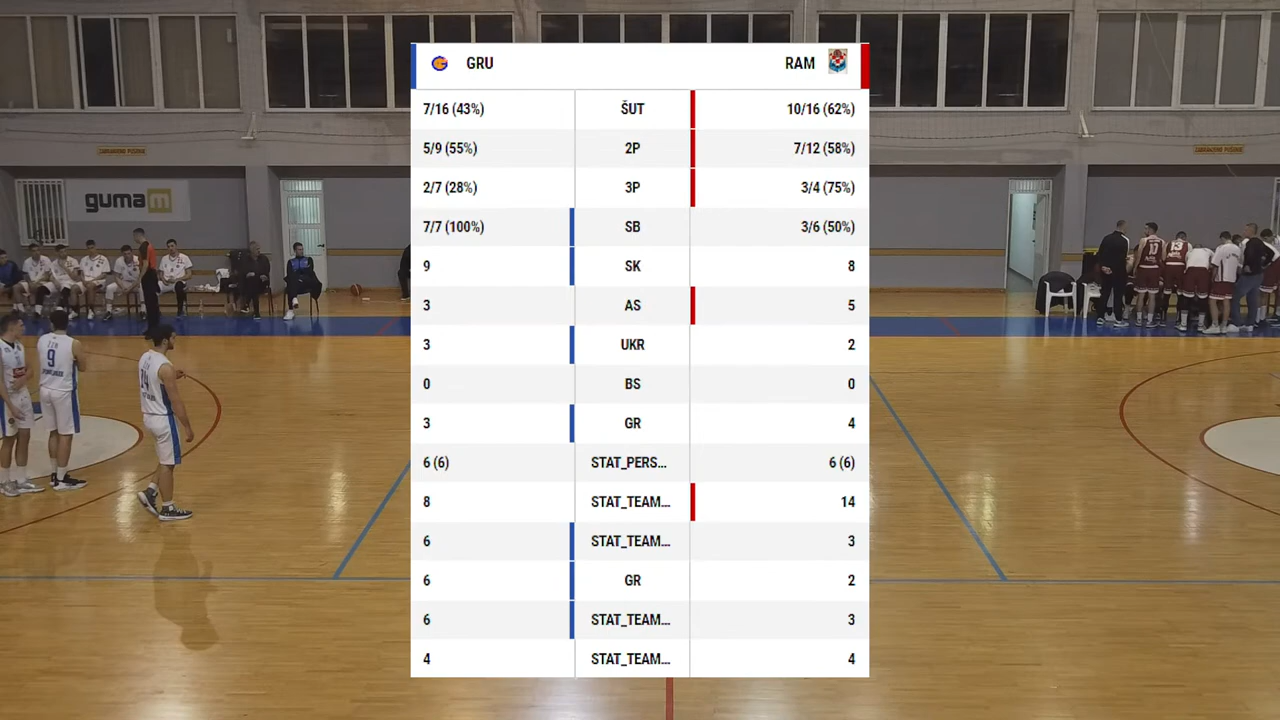 GRU RAM
7/16 (43%) ŠUT 10/16 (62%)
5/9 (55%) 2P 7/12 (58%)
2/7 (28%) 3P 3/4 (75%)
7/7 (100%) SB 3/6 (50%)
9 SK 8
3 AS 5
3 UKR 2
0 BS 0
3 GR 4
6 (6) STAT_PERS... 6 (6)
8 STAT_TEAM... 14
6 STAT_TEAM... 3
6 GR 2
6 STAT_TEAM... 3
4 STAT_TEAM... 4
gumam
9
10
13